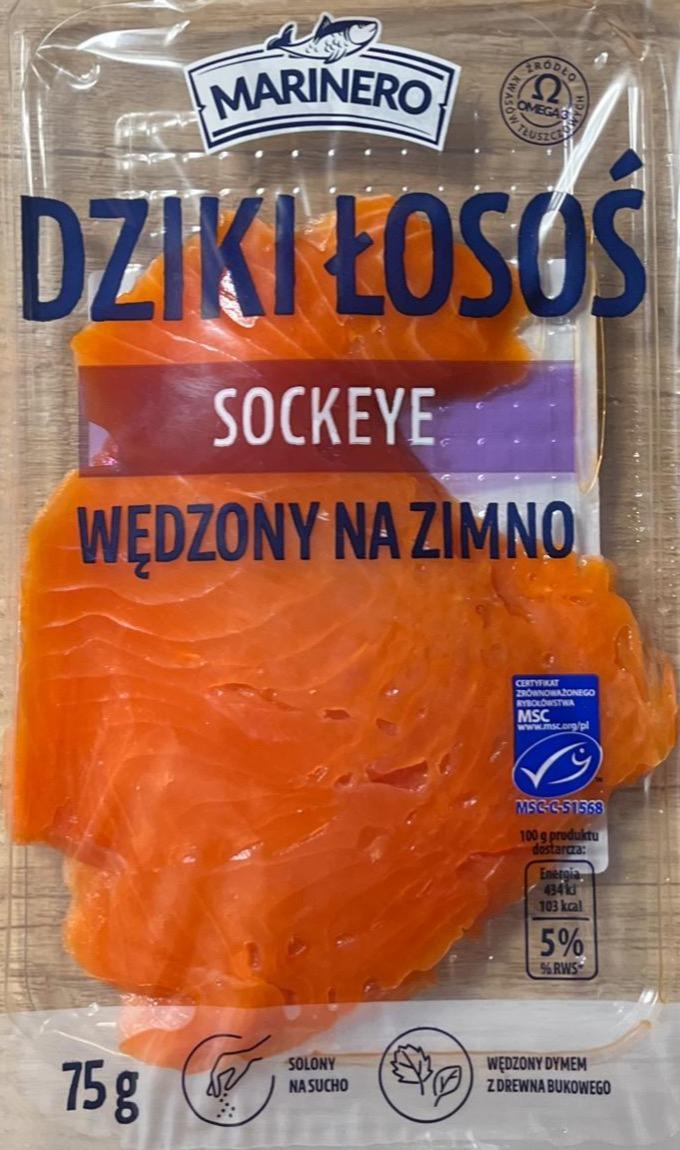 MARINERO
ŹRÓDŁO
KWASÓW TŁUSZCZOWYCH
Ω
OMEGA 3
DZIKI ŁOSOŚ
SOCKEYE
WĘDZONY NA ZIMNO
CERTYFIKAT
ZRÓWNOWAŻONEGO
RYBOŁÓWSTWA
MSC
www.msc.org/pl
TM
MSC-C-51568
100 g produktu
dostarcza:
Energia
434 kJ
103 kcal
5%
% RWS*
75 g
SOLONY
NA SUCHO
WĘDZONY DYMEM
Z DREWNA BUKOWEGO